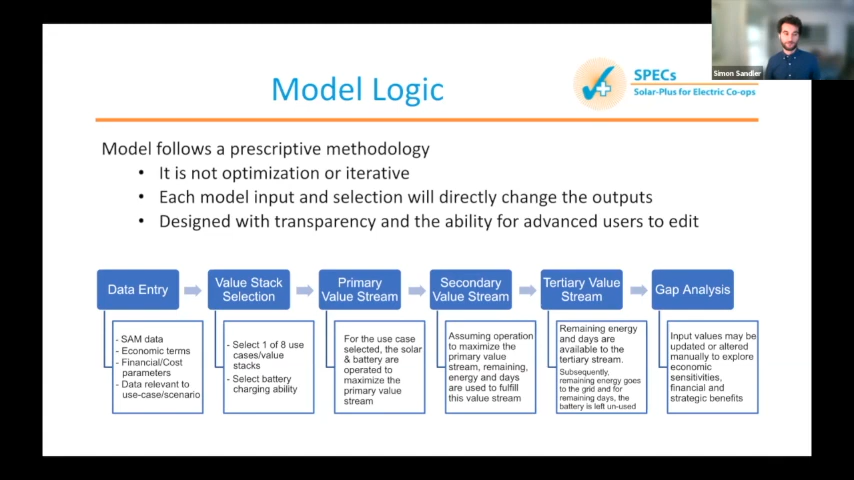 Simon Sandler
Model Logic
SPECs
Solar-Plus for Electric Co-ops
Model follows a prescriptive methodology
• It is not optimization or iterative
• Each model input and selection will directly change the outputs
• Designed with transparency and the ability for advanced users to edit
Data Entry
- SAM data
- Economic terms
- Financial/Cost
parameters
- Data relevant to
use-case/scenario
Value Stack
Selection
- Select 1 of 8 use
cases/value
stacks
- Select battery
charging ability
Primary
Value Stream
For the use case
selected, the solar
& battery are
operated to
maximize the
primary value
stream
Secondary
Value Stream
Assuming operation
to maximize the
primary value
stream, remaining,
energy and days
are used to fulfill
this value stream
Tertiary Value
Stream
Remaining energy
and days are
available to the
tertiary stream.
Subsequently,
remaining energy goes
to the grid and for
remaining days, the
battery is left un-used
Gap Analysis
Input values may be
updated or altered
manually to explore
economic
sensitivities,
financial and
strategic benefits